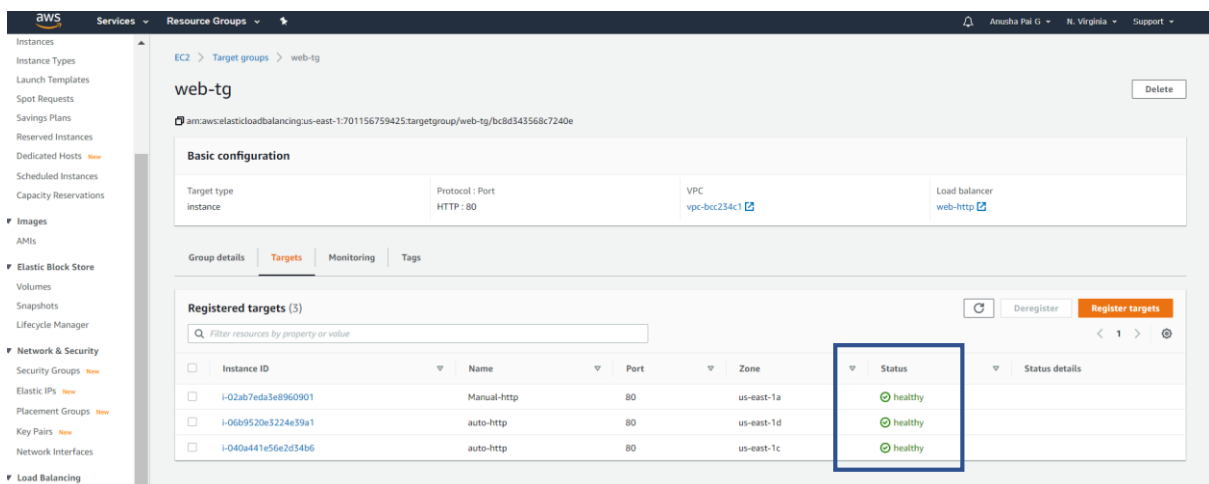 aws Services Resource Groups Anusha Pai G N. Virginia Support
Instances
Instance Types
Launch Templates
Spot Requests
Savings Plans
Reserved Instances
Dedicated Hosts New
Scheduled Instances
Capacity Reservations
Images
AMIs
Elastic Block Store
Volumes
Snapshots
Lifecycle Manager
Network & Security
Security Groups New
Elastic IPs New
Placement Groups New
Key Pairs New
Network Interfaces
Load Balancing
EC2 > Target groups > web-tg
web-tg
Delete
arn:aws:elasticloadbalancing:us-east-1:701156759425:targetgroup/web-tg/bc8d343568c7240e
Basic configuration
Target type Protocol : Port VPC Load balancer
instance HTTP : 80 vpc-bcc234c1 web-http
Group details Targets Monitoring Tags
Registered targets (3) Deregister Register targets
Filter resources by property or value < 1 >
Instance ID Name Port Zone Status Status details
i-02ab7eda3e8960901 Manual-http 80 us-east-1a healthy
i-06b9520e3224e39a1 auto-http 80 us-east-1d healthy
i-040a441e56e2d34b6 auto-http 80 us-east-1c healthy